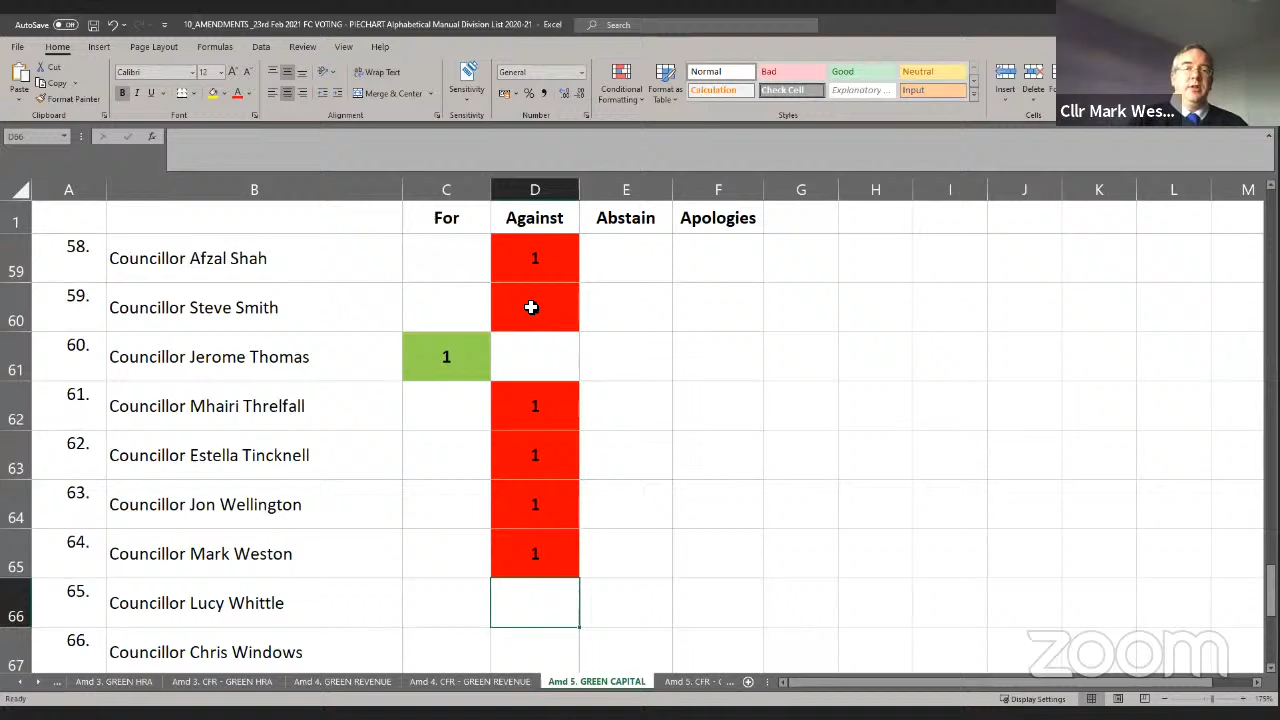 AutoSave Off 10_AMENDMENTS_23rd Feb 2021 FC VOTING - PIECHART Alphabetical Manual Division List 2020-21 - Excel Search
File Home Insert Page Layout Formulas Data Review View Help
Paste Cut Copy Format Painter Clipboard
Calibri 12 B I U Font
Wrap Text Merge & Center Alignment
Sensitivity Sensitivity
General % Number
Conditional Formatting Format as Table
Normal Bad Good Neutral
Calculation Check Cell Explanatory ... Input
Styles
Insert Delete Cells
Cllr Mark Wes...
D66 fx
A B C D E F G H I J K L M
1 For Against Abstain Apologies
59 58. Councillor Afzal Shah 1
60 59. Councillor Steve Smith
61 60. Councillor Jerome Thomas 1
62 61. Councillor Mhairi Threlfall 1
63 62. Councillor Estella Tincknell 1
64 63. Councillor Jon Wellington 1
65 64. Councillor Mark Weston 1
66 65. Councillor Lucy Whittle
67 66. Councillor Chris Windows
zoom
... Amd 3. GREEN HRA Amd 3. CFR - GREEN HRA Amd 4. GREEN REVENUE Amd 4. CFR - GREEN REVENUE Amd 5. GREEN CAPITAL Amd 5. CFR - G ...
Ready Display Settings 175%